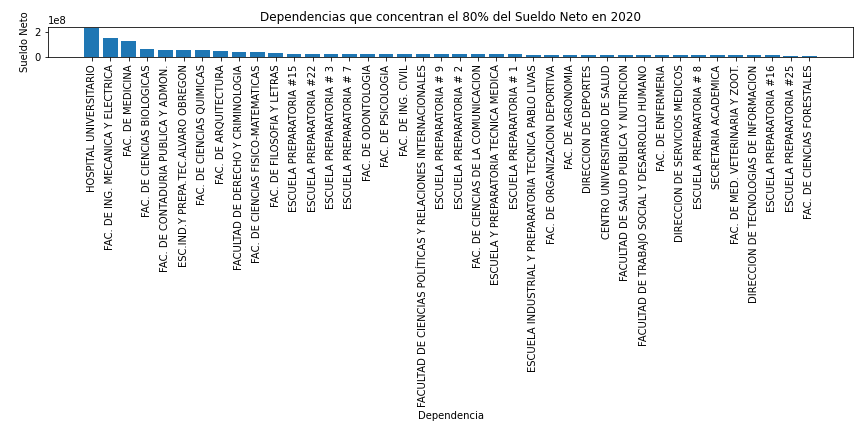 Dependencias que concentran el 80% del Sueldo Neto en 2020
1e8
Sueldo Neto
2
0
HOSPITAL UNIVERSITARIO
FAC. DE ING. MECANICA Y ELECTRICA
FAC. DE MEDICINA
FAC. DE CIENCIAS BIOLOGICAS
FAC. DE CONTADURIA PUBLICA Y ADMON.
ESC.IND.Y PREPA.TEC.ALVARO OBREGON
FAC. DE CIENCIAS QUIMICAS
FAC. DE ARQUITECTURA
FACULTAD DE DERECHO Y CRIMINOLOGIA
FAC. DE CIENCIAS FISICO-MATEMATICAS
FAC. DE FILOSOFIA Y LETRAS
ESCUELA PREPARATORIA #15
ESCUELA PREPARATORIA #22
ESCUELA PREPARATORIA # 3
ESCUELA PREPARATORIA # 7
FAC. DE ODONTOLOGIA
FAC. DE PSICOLOGIA
FAC. DE ING. CIVIL
FACULTAD DE CIENCIAS POLÍTICAS Y RELACIONES INTERNACIONALES
ESCUELA PREPARATORIA # 9
ESCUELA PREPARATORIA # 2
FAC. DE CIENCIAS DE LA COMUNICACION
ESCUELA Y PREPARATORIA TECNICA MEDICA
ESCUELA PREPARATORIA # 1
ESCUELA INDUSTRIAL Y PREPARATORIA TECNICA PABLO LIVAS
FAC. DE ORGANIZACION DEPORTIVA
FAC. DE AGRONOMIA
DIRECCION DE DEPORTES
CENTRO UNIVERSITARIO DE SALUD
FACULTAD DE SALUD PUBLICA Y NUTRICION
FACULTAD DE TRABAJO SOCIAL Y DESARROLLO HUMANO
FAC. DE ENFERMERIA
DIRECCION DE SERVICIOS MEDICOS
ESCUELA PREPARATORIA # 8
SECRETARIA ACADEMICA
FAC. DE MED. VETERINARIA Y ZOOT.
DIRECCION DE TECNOLOGIAS DE INFORMACION
ESCUELA PREPARATORIA #16
ESCUELA PREPARATORIA #25
FAC. DE CIENCIAS FORESTALES
Dependencia